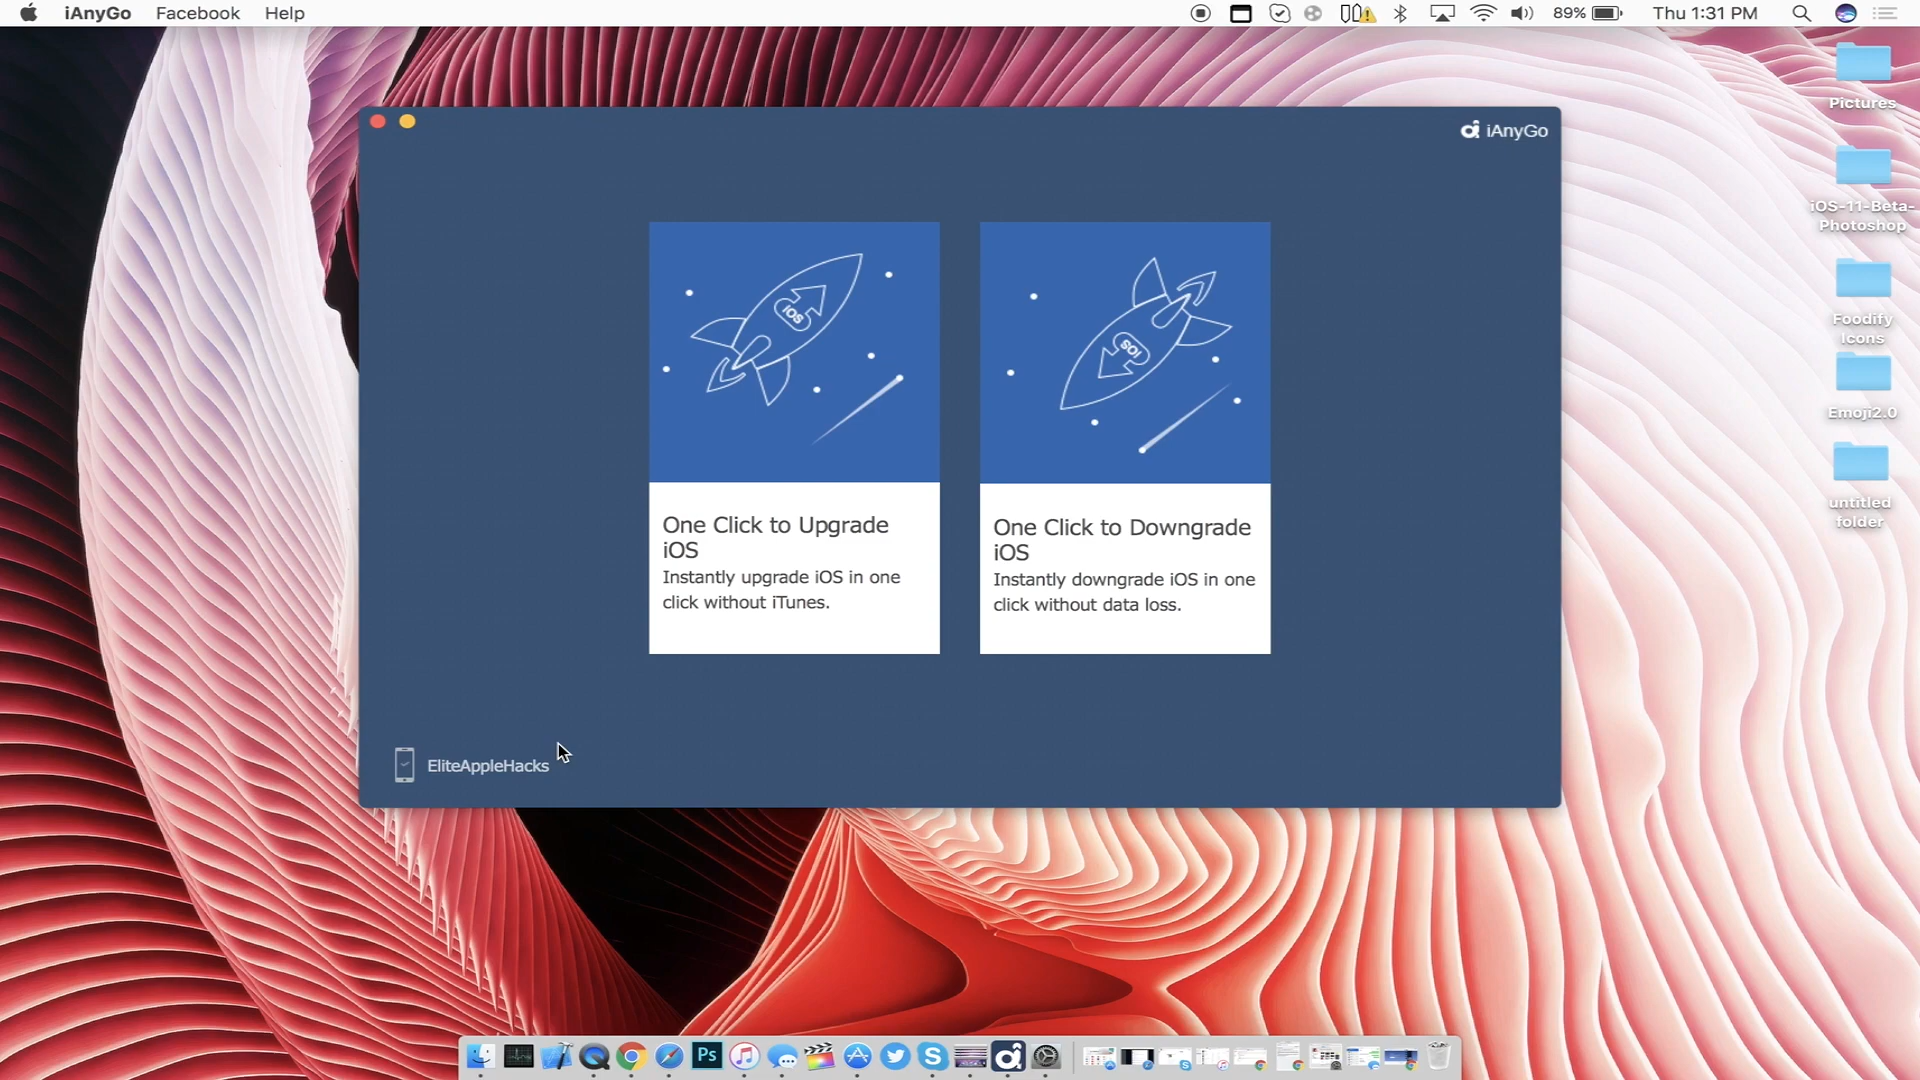 iAnyGo Facebook Help
89% Thu 1:31 PM
iAnyGo
Pictures
iOS-11-Beta-
Photoshop
Foodify
Icons
Emoji2.0
untitled
folder
iOS
iOS
One Click to Upgrade
iOS
Instantly upgrade iOS in one
click without iTunes.
One Click to Downgrade
iOS
Instantly downgrade iOS in one
click without data loss.
EliteAppleHacks
Ps